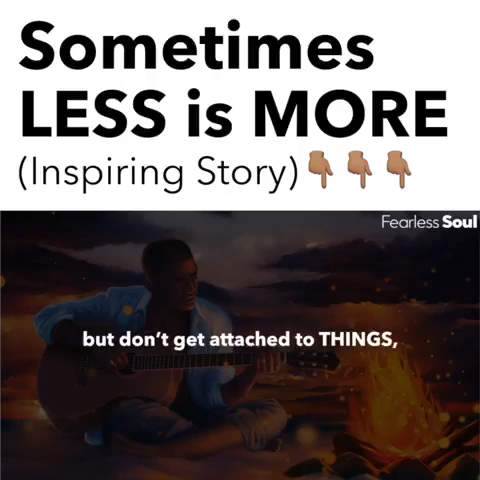 Sometimes
LESS is MORE
(Inspiring Story)👇🏽👇🏽👇🏽
Fearless Soul
but don't get attached to THINGS,